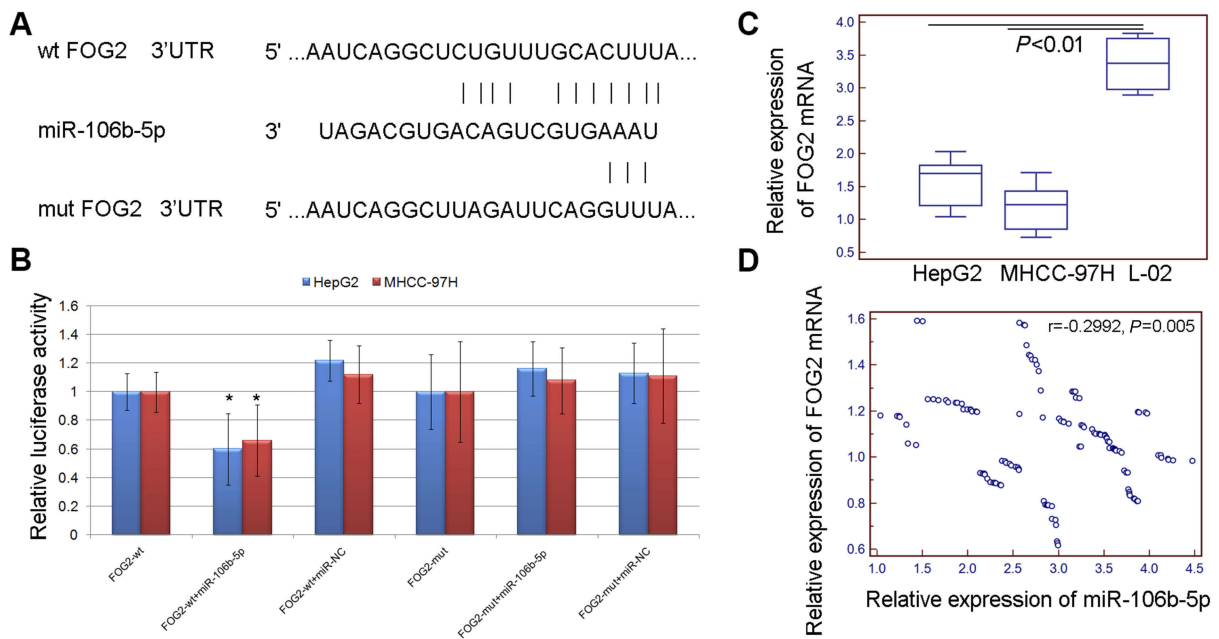 A
wt FOG2 3'UTR 5' ...AAUCAGGCUCUGUUUGCACUUUA...
miR-106b-5p 3' UAGACGUGACAGUCGUGAAAU
mut FOG2 3'UTR 5' ...AAUCAGGCUUAGAUUCAGGUUUA...
B
HepG2 MHCC-97H
Relative luciferase activity
1.6
1.4
1.2
1
0.8
0.6
0.4
0.2
0
* *
FOG2-wt
FOG2-wt+miR-106b-5p
FOG2-wt+miR-NC
FOG2-mut
FOG2-mut+miR-106b-5p
FOG2-mut+miR-NC
C
Relative expression
of FOG2 mRNA
4.0
3.5
3.0
2.5
2.0
1.5
1.0
0.5
P<0.01
HepG2 MHCC-97H L-02
D
Relative expression of FOG2 mRNA
1.6
1.4
1.2
1.0
0.8
0.6
r=-0.2992, P=0.005
1.0 1.5 2.0 2.5 3.0 3.5 4.0 4.5
Relative expression of miR-106b-5p